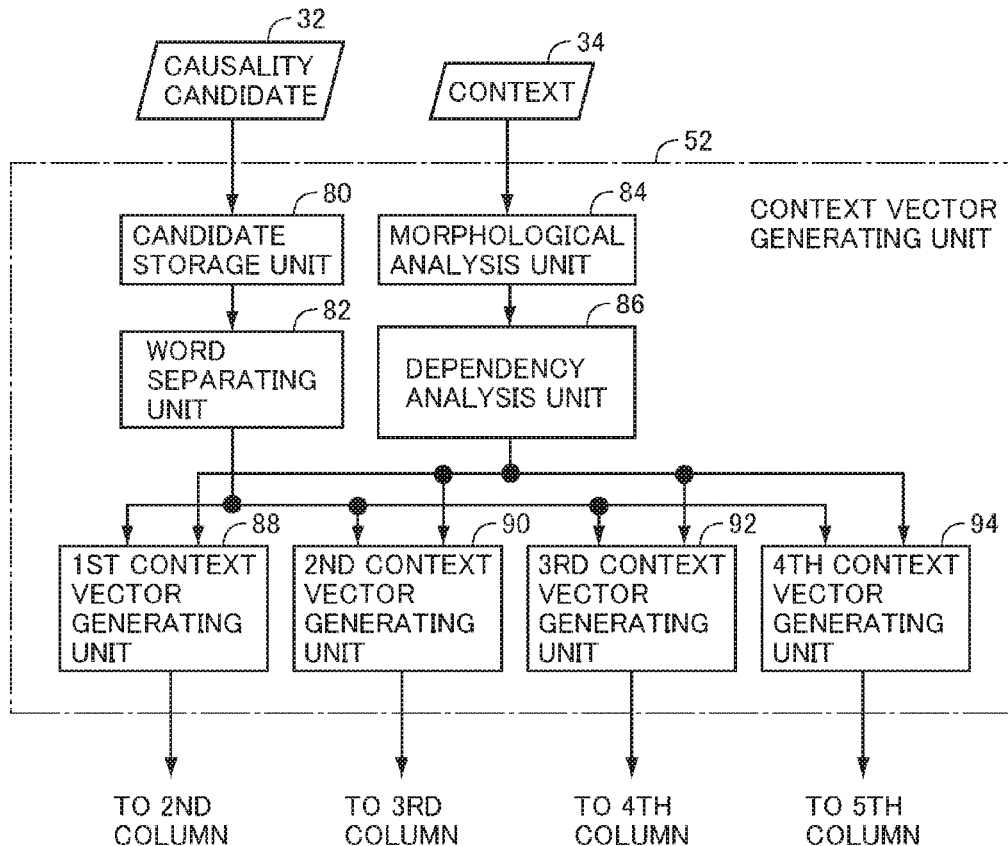 32
CAUSALITY
CANDIDATE
34
CONTEXT
52
CONTEXT VECTOR
GENERATING UNIT
80
CANDIDATE
STORAGE UNIT
84
MORPHOLOGICAL
ANALYSIS UNIT
82
WORD
SEPARATING
UNIT
86
DEPENDENCY
ANALYSIS UNIT
88
1ST CONTEXT
VECTOR
GENERATING
UNIT
90
2ND CONTEXT
VECTOR
GENERATING
UNIT
92
3RD CONTEXT
VECTOR
GENERATING
UNIT
94
4TH CONTEXT
VECTOR
GENERATING
UNIT
TO 2ND
COLUMN
TO 3RD
COLUMN
TO 4TH
COLUMN
TO 5TH
COLUMN